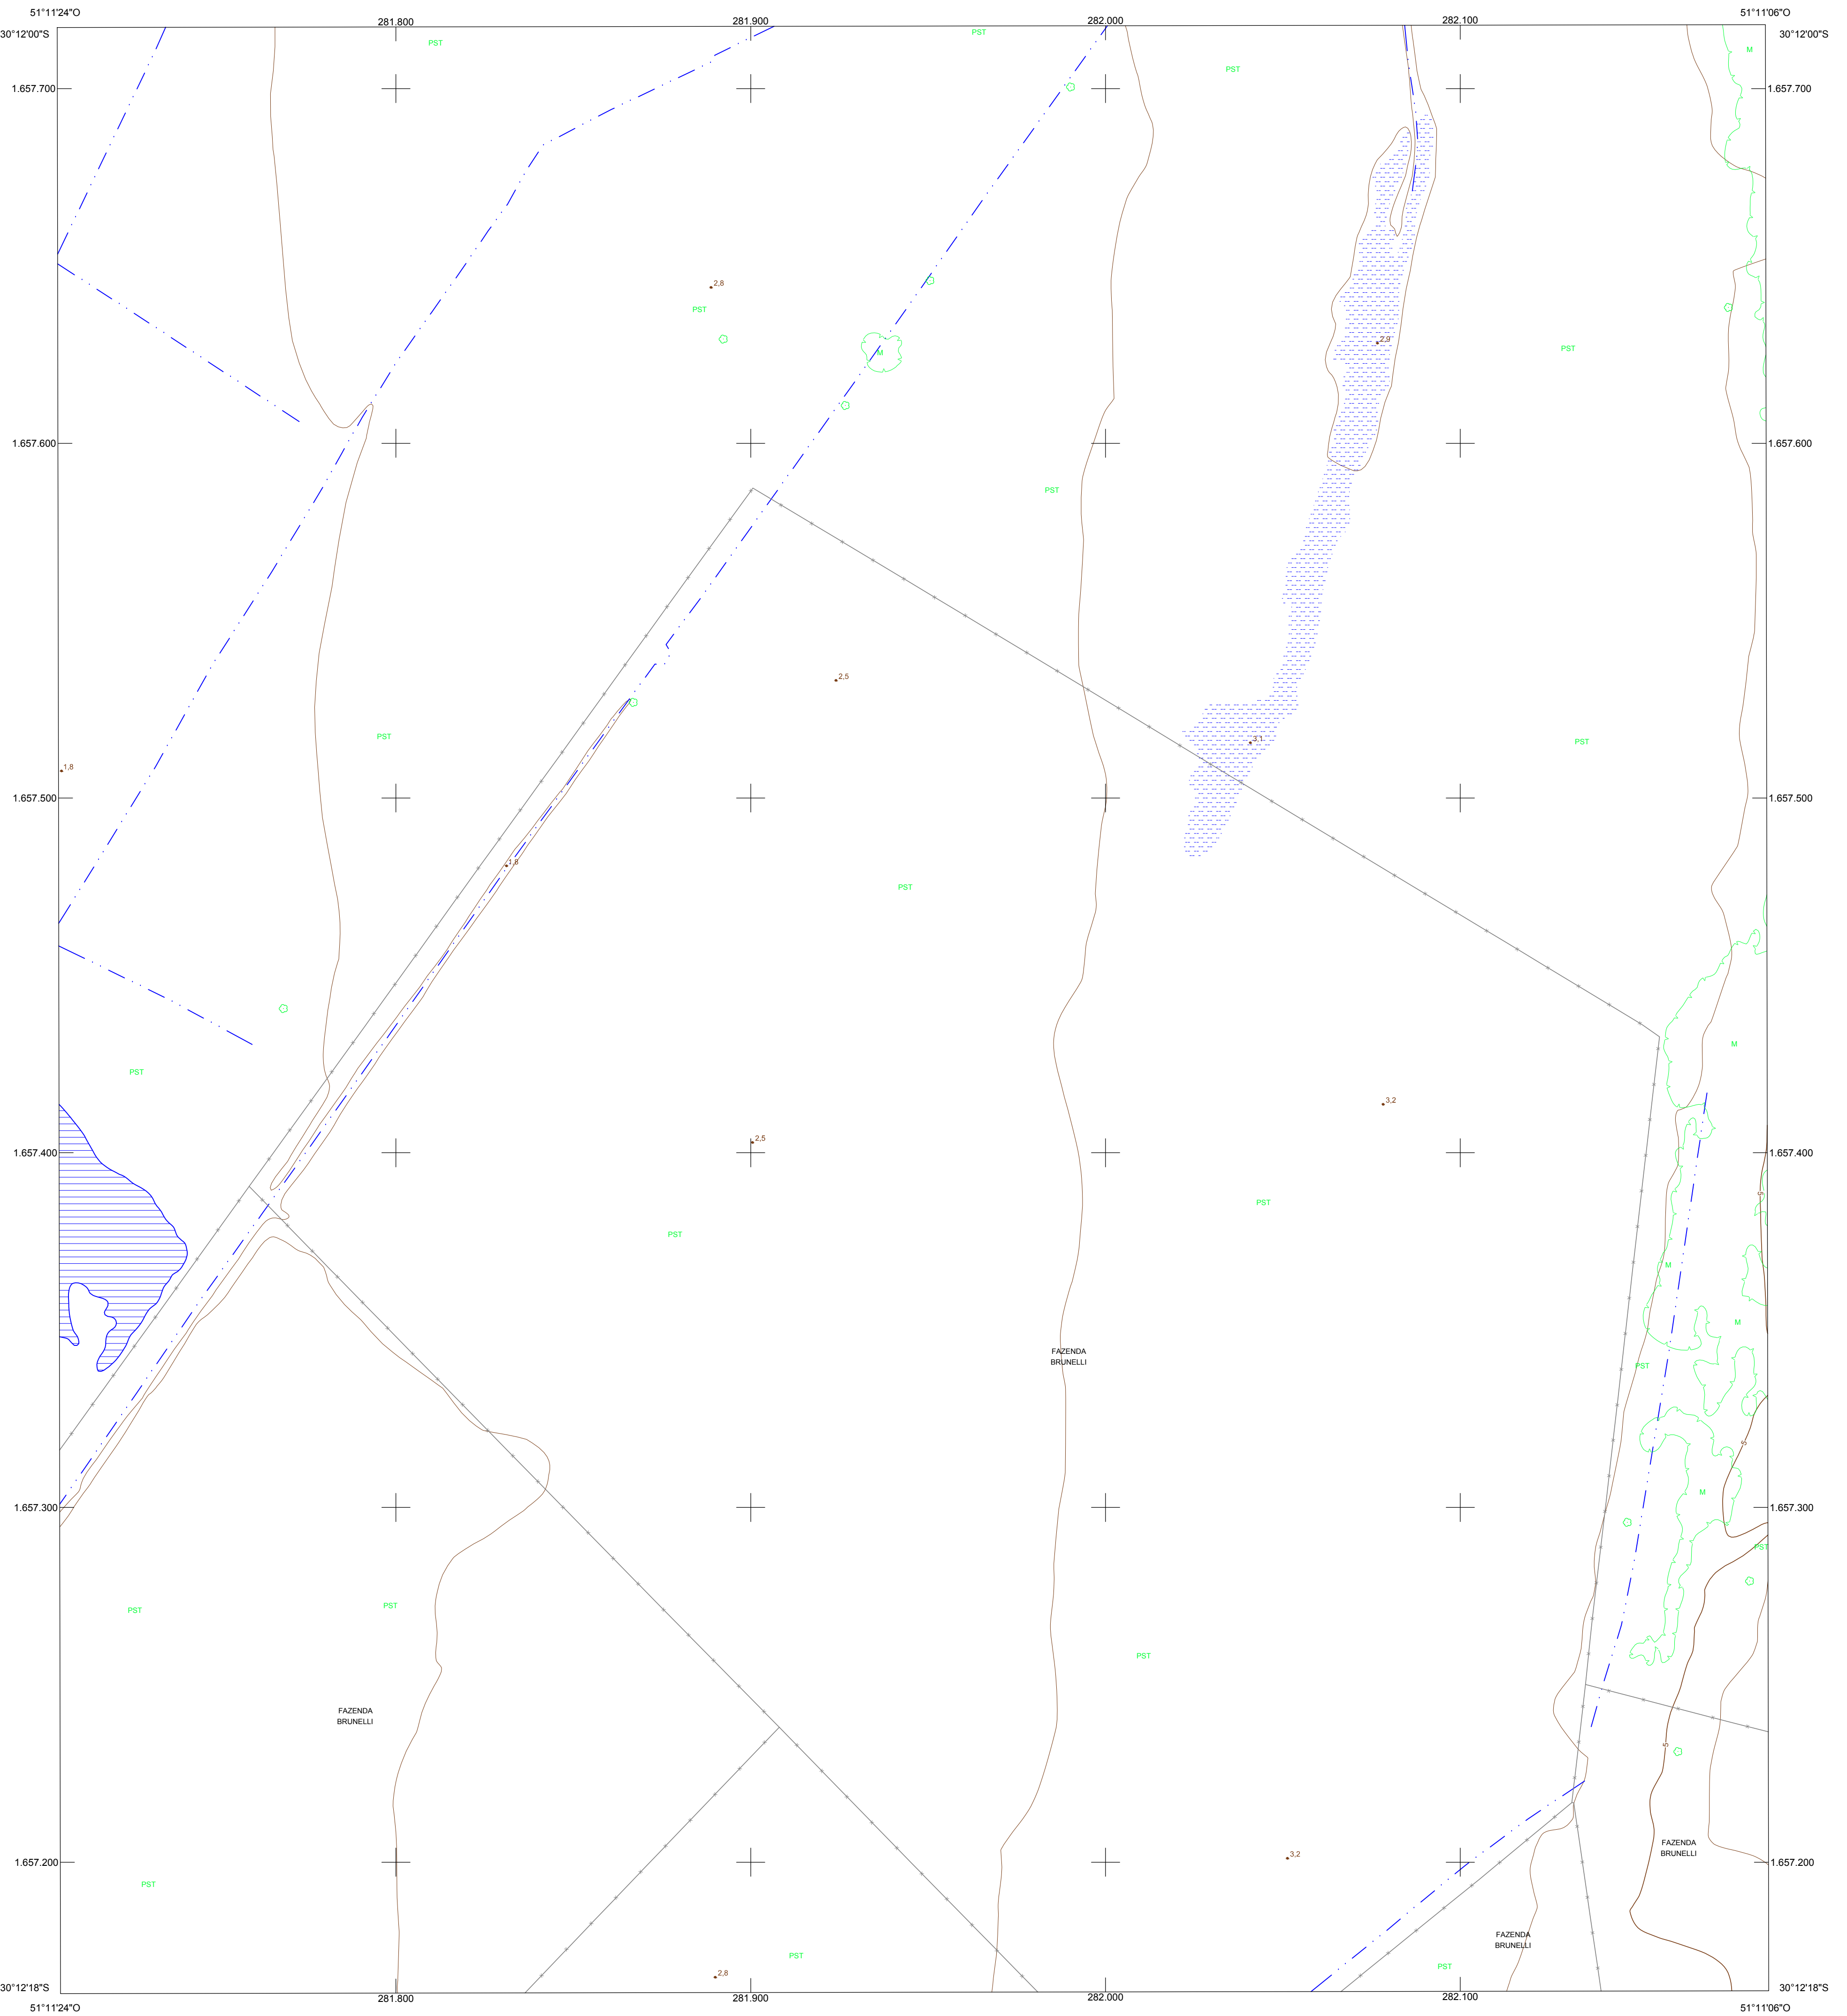 51°11'24"O
281.800
281.900
282.000
282.100
51°11'06"O
30°12'00"S
30°12'00"S
PST
PST
M
PST
1.657.700
1.657.700
2,8
PST
M
2,9
PST
1.657.600
1.657.600
PST
2,5
PST
3,1
PST
1,8
1.657.500
1.657.500
1,8
PST
M
PST
3,2
2,5
1.657.400
1.657.400
5
PST
PST
M
M
FAZENDA
BRUNELLI
PST
5
M
1.657.300
1.657.300
PST
PST
PST
PST
FAZENDA
BRUNELLI
5
FAZENDA
BRUNELLI
3,2
1.657.200
1.657.200
PST
FAZENDA
BRUNELLI
PST
PST
2,8
30°12'18"S
30°12'18"S
281.800
281.900
282.000
282.100
51°11'24"O
51°11'06"O